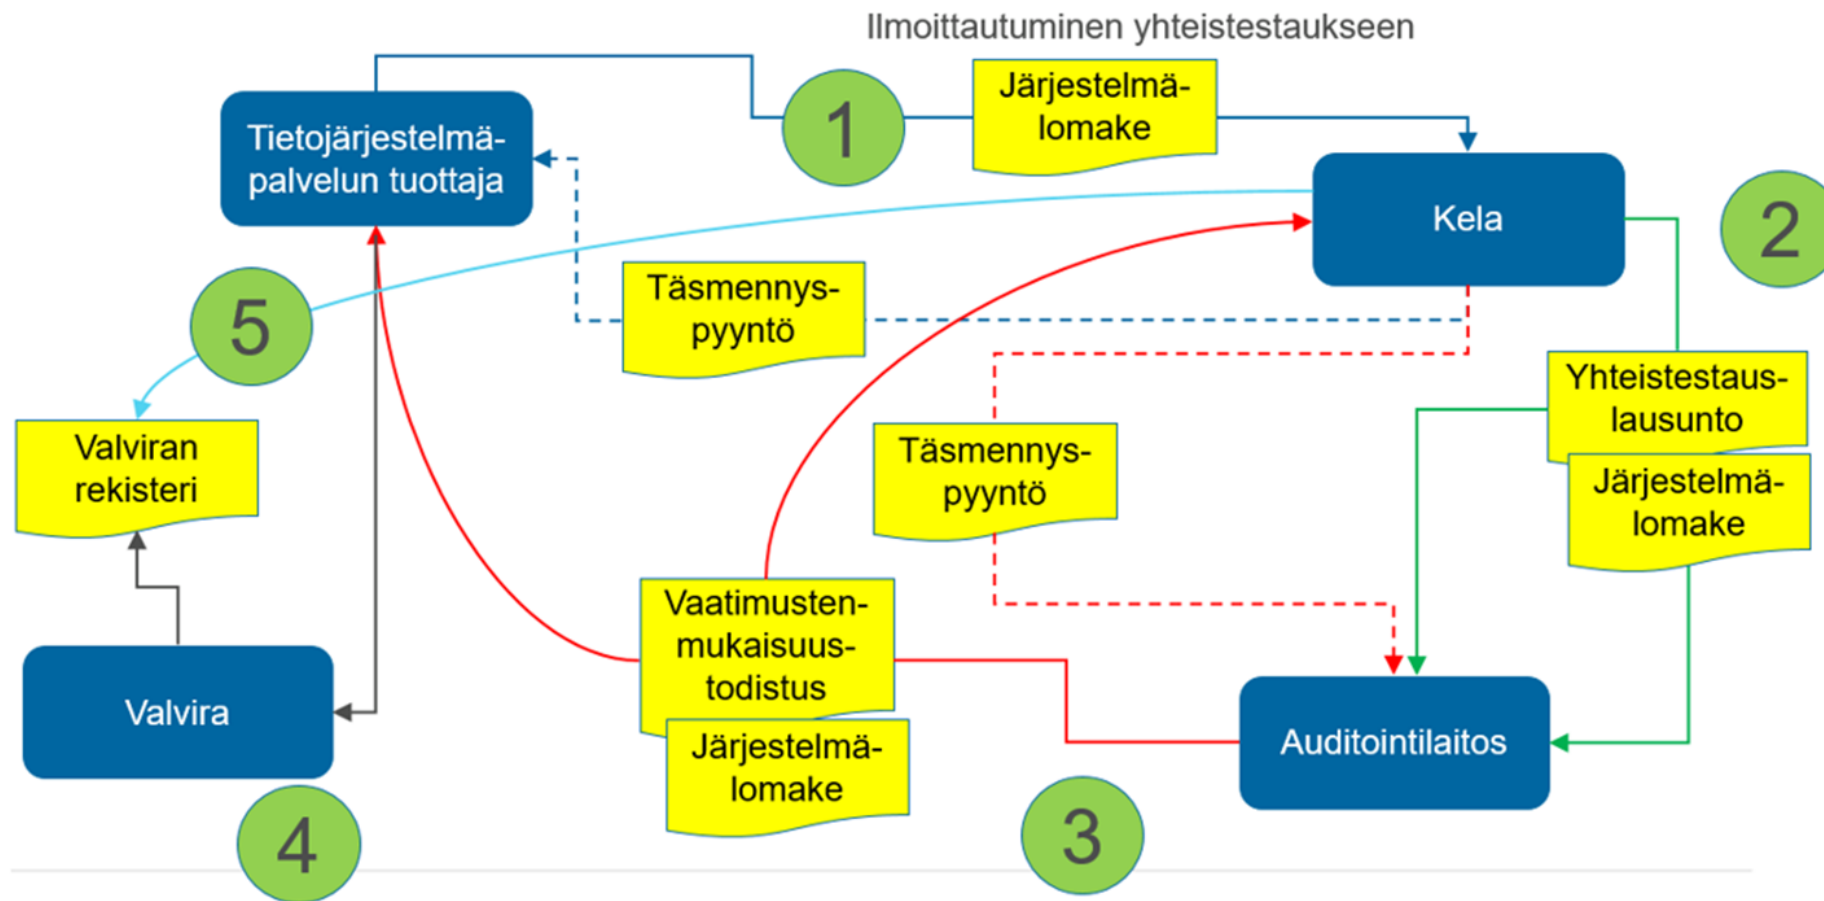 Ilmoittautuminen yhteistestaukseen
Tietojärjestelmä-
palvelun tuottaja
1
Järjestelmä-
lomake
Kela
2
Täsmennys-
pyyntö
5
Valviran
rekisteri
Täsmennys-
pyyntö
Yhteistestaus-
lausunto
Järjestelmä-
lomake
Vaatimusten-
mukaisuus-
todistus
Järjestelmä-
lomake
Valvira
Auditointilaitos
4
3